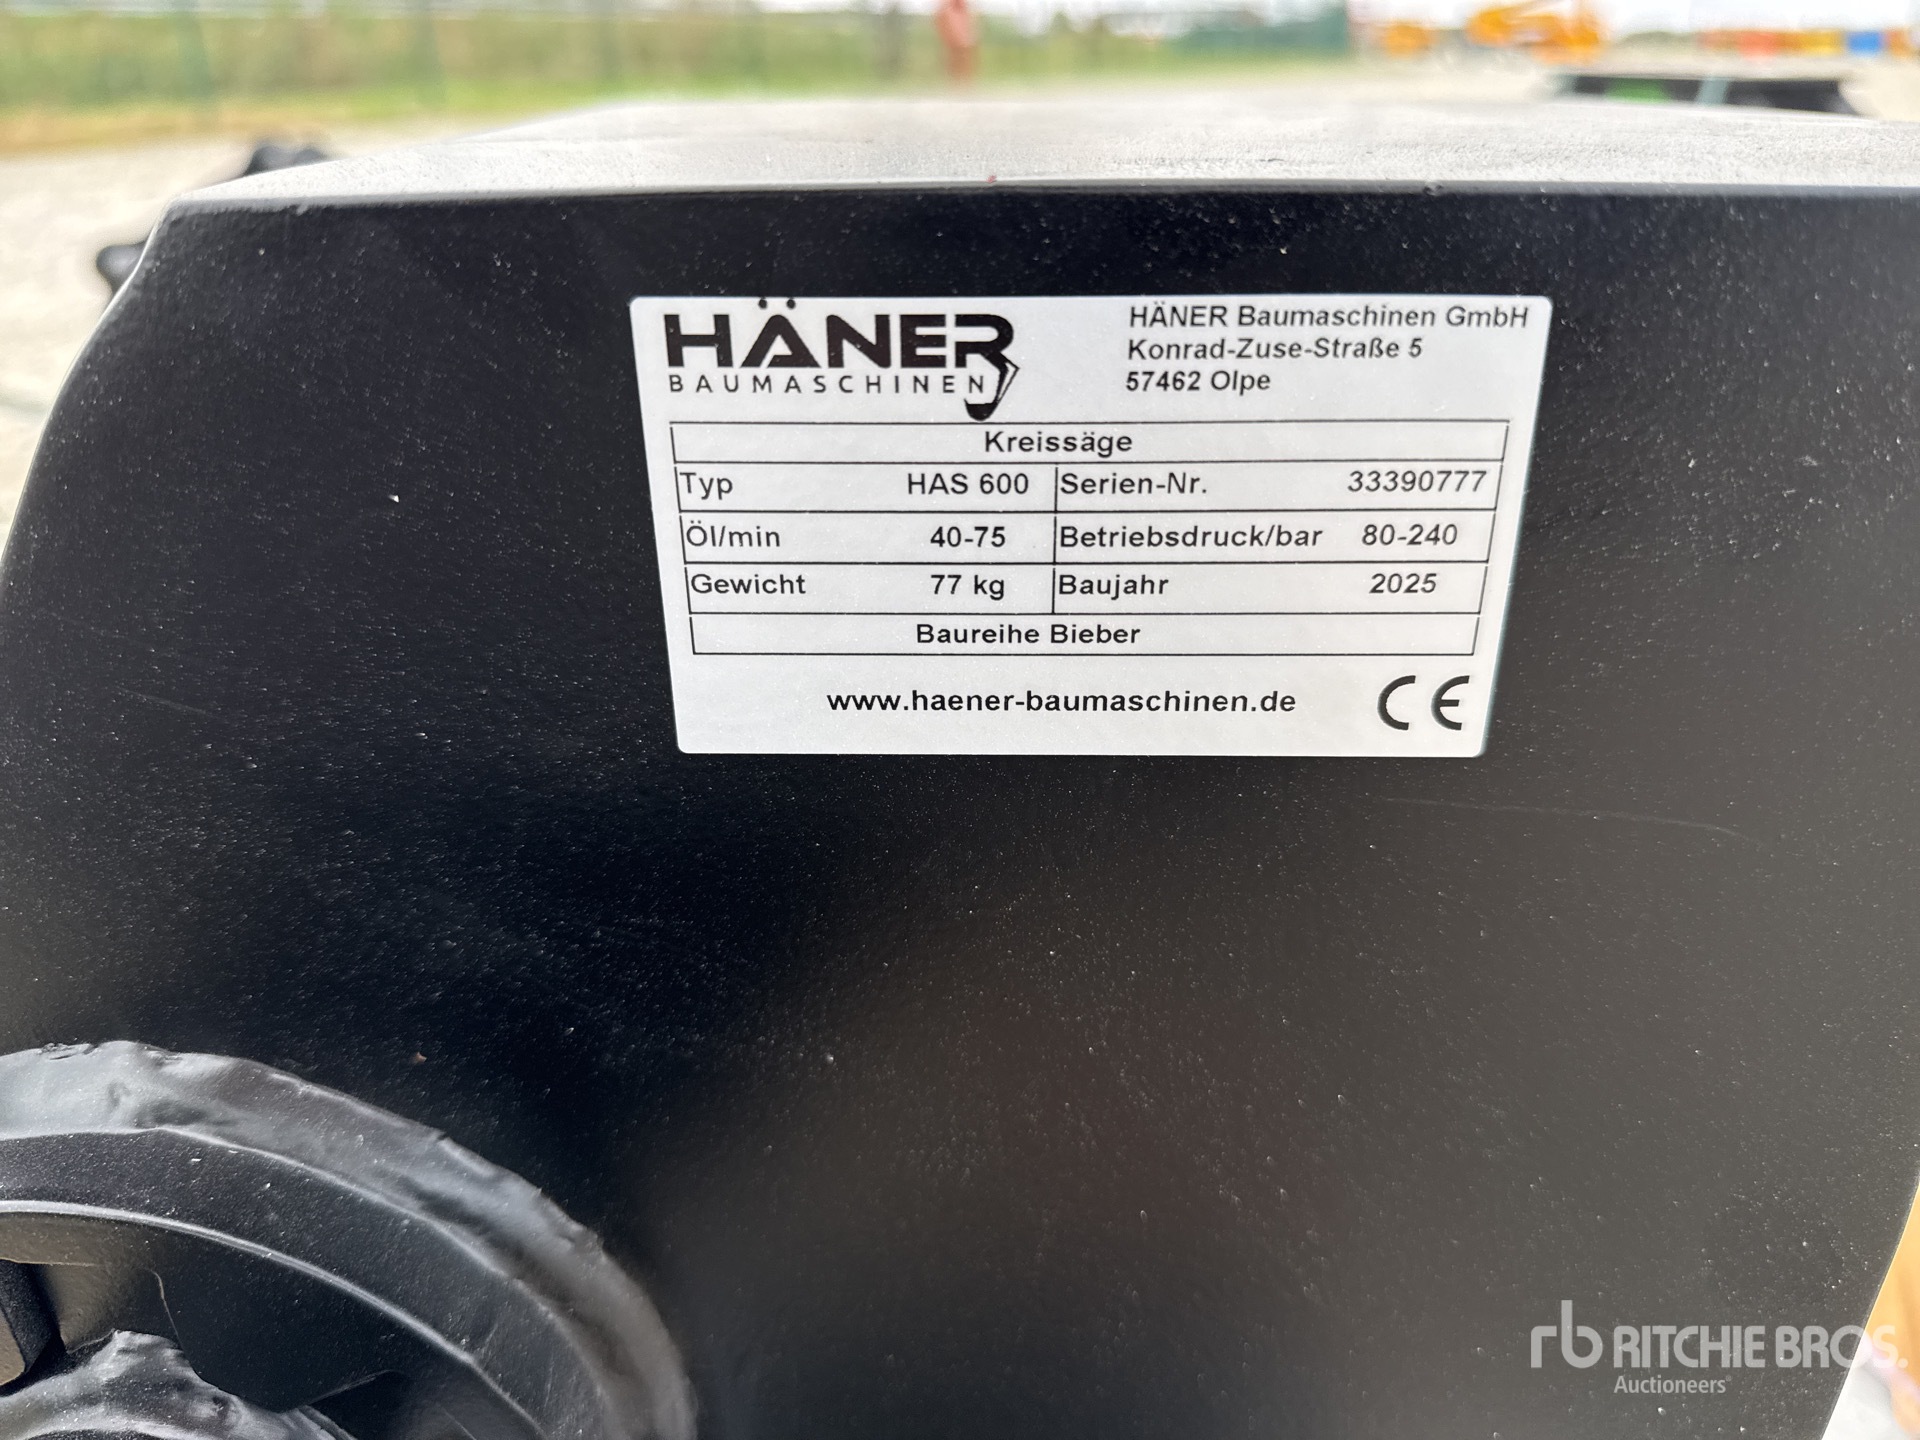 HÄNER
BAUMASCHINEN
HÄNER Baumaschinen GmbH
Konrad-Zuse-Straße 5
57462 Olpe
Kreissäge
Typ HAS 600 Serien-Nr. 33390777
Öl/min 40-75 Betriebsdruck/bar 80-240
Gewicht 77 kg Baujahr 2025
Baureihe Bieber
www.haener-baumaschinen.de CE
rb RITCHIE BROS.
Auctioneers